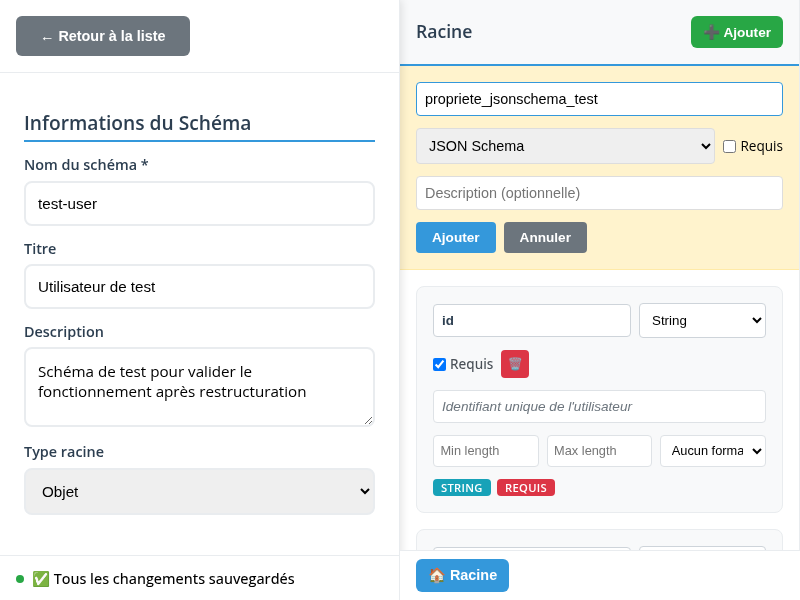 ← Retour à la liste
Informations du Schéma
Nom du schéma *
test-user
Titre
Utilisateur de test
Description
Schéma de test pour valider le
fonctionnement après restructuration
Type racine
Objet
✅ Tous les changements sauvegardés
Racine
➕ Ajouter
propriete_jsonschema_test
JSON Schema
Requis
Description (optionnelle)
Ajouter
Annuler
id
String
Requis
Identifiant unique de l'utilisateur
Min length
Max length
Aucun forma
STRING
REQUIS
🏠 Racine